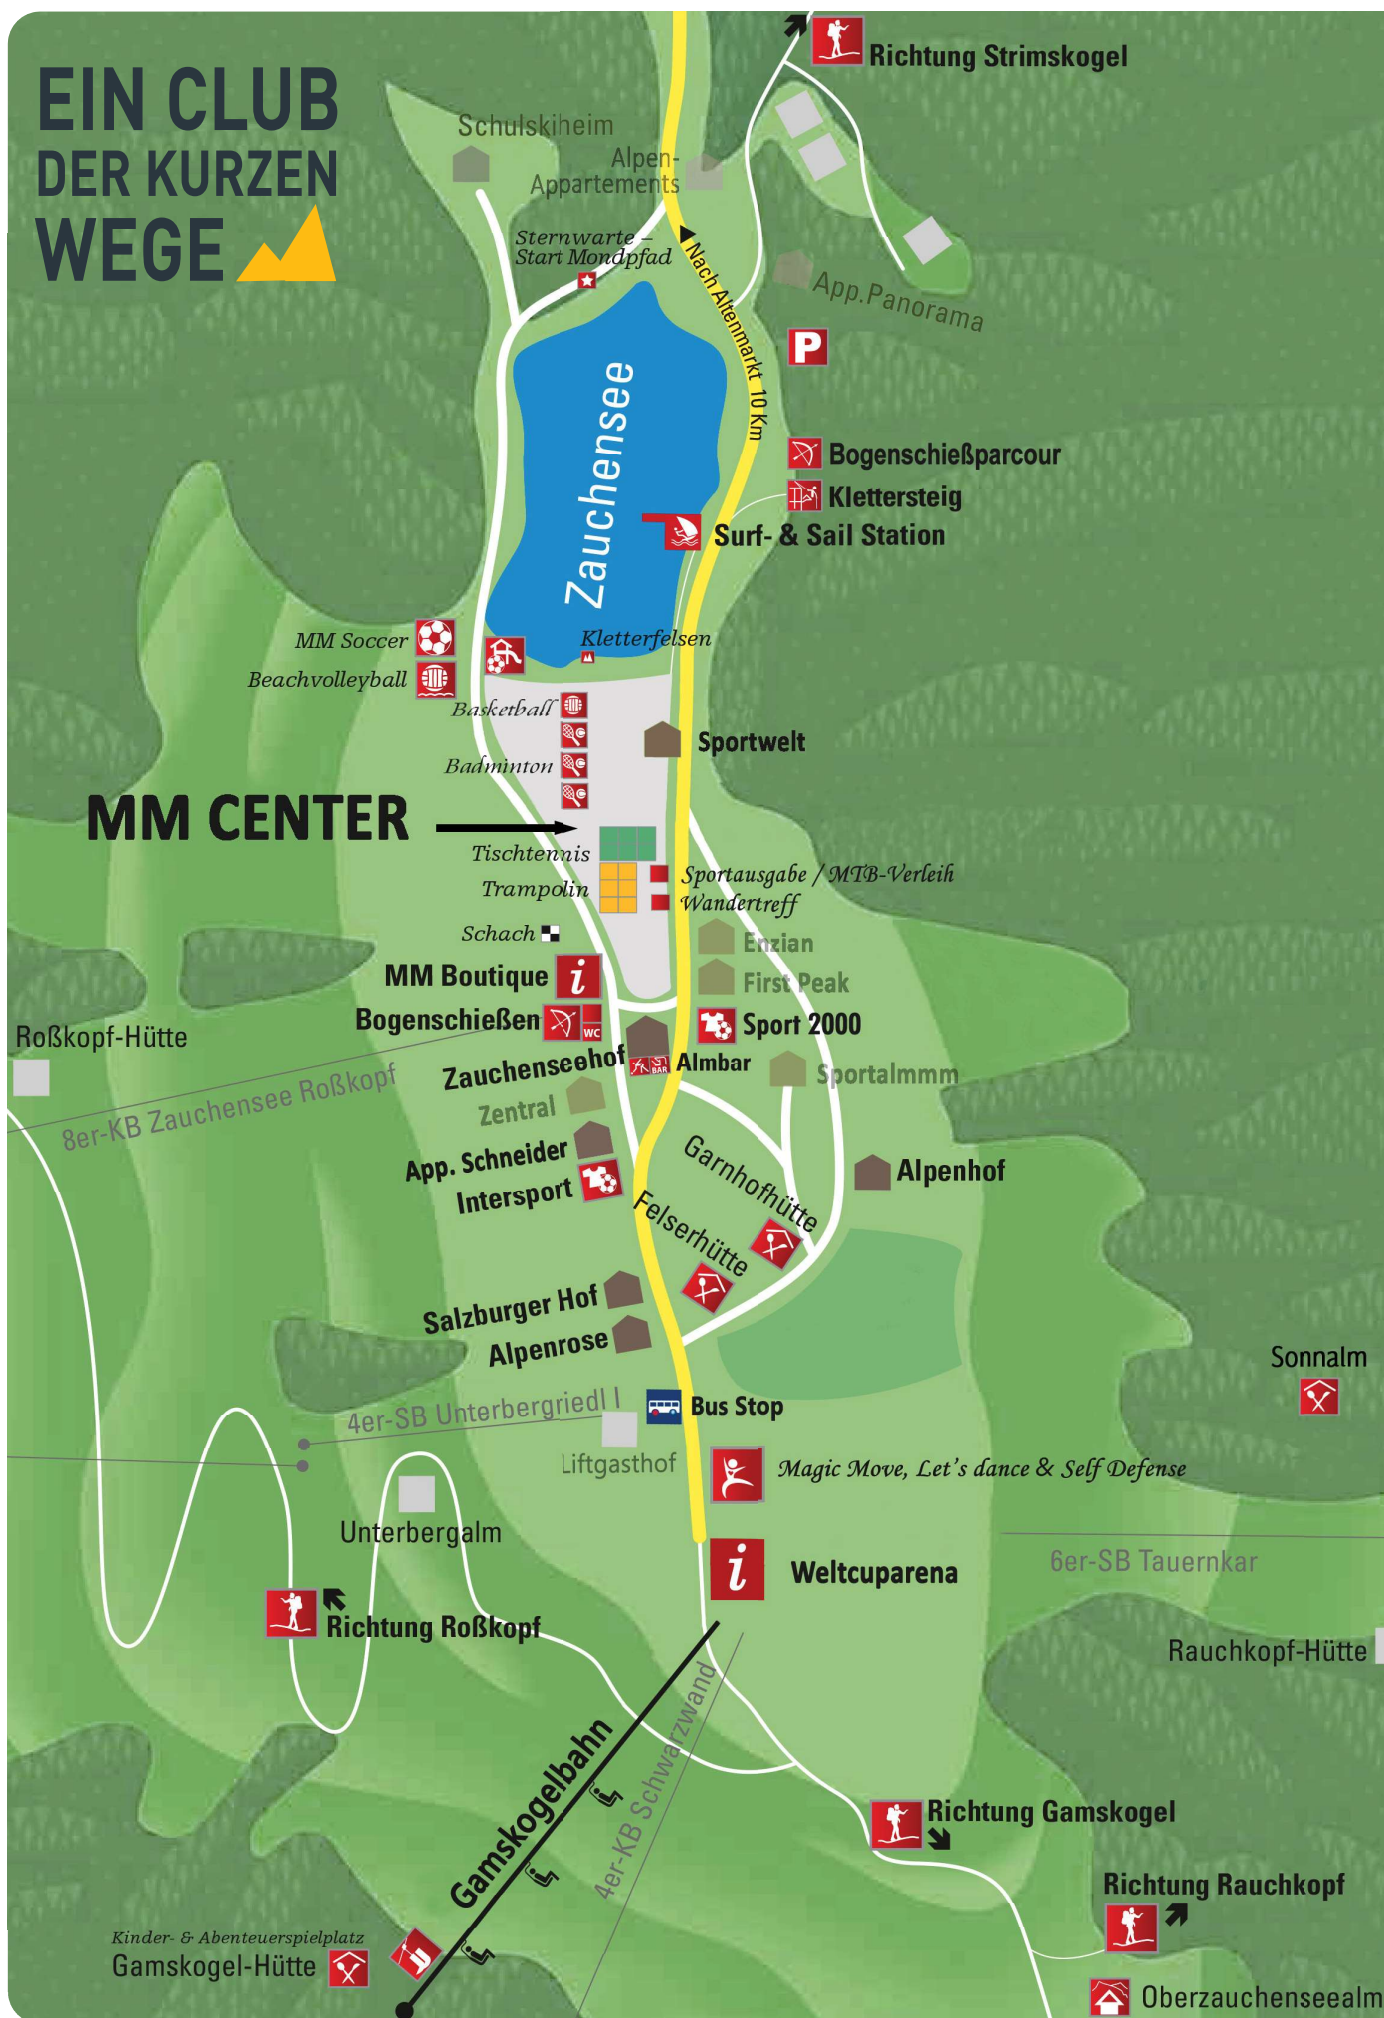 EIN CLUB
DER KURZEN
WEGE
Richtung Strimskogel
Schulskiheim
Alpen-
Appartements
Sternwarte –
Start Mondpfad
Nach Altenmarkt 10 Km
App.Panorama
P
Zauchensee
Bogenschießparcour
Klettersteig
Surf- & Sail Station
MM Soccer
Kletterfelsen
Beachvolleyball
Basketball
Sportwelt
Badminton
MM CENTER
Tischtennis
Sportausgabe / MTB-Verleih
Trampolin
Wandertreff
Schach
Enzian
MM Boutique
i
First Peak
Bogenschießen
WC
Sport 2000
Roßkopf-Hütte
Zauchenseehof
BAR
Almbar
8er-KB Zauchensee Roßkopf
Sportalmmm
Zentral
App. Schneider
Garnhofhütte
Alpenhof
Intersport
Felserhütte
Salzburger Hof
Alpenrose
Sonnalm
4er-SB Unterbergriedl I
Bus Stop
Liftgasthof
Magic Move, Let's dance & Self Defense
Unterbergalm
6er-SB Tauernkar
i
Weltcuparena
Richtung Roßkopf
Rauchkopf-Hütte
Gamskogelbahn
4er-KB Schwarzwand
Richtung Gamskogel
Richtung Rauchkopf
Kinder- & Abenteuerspielplatz
Gamskogel-Hütte
Oberzauchenseealm